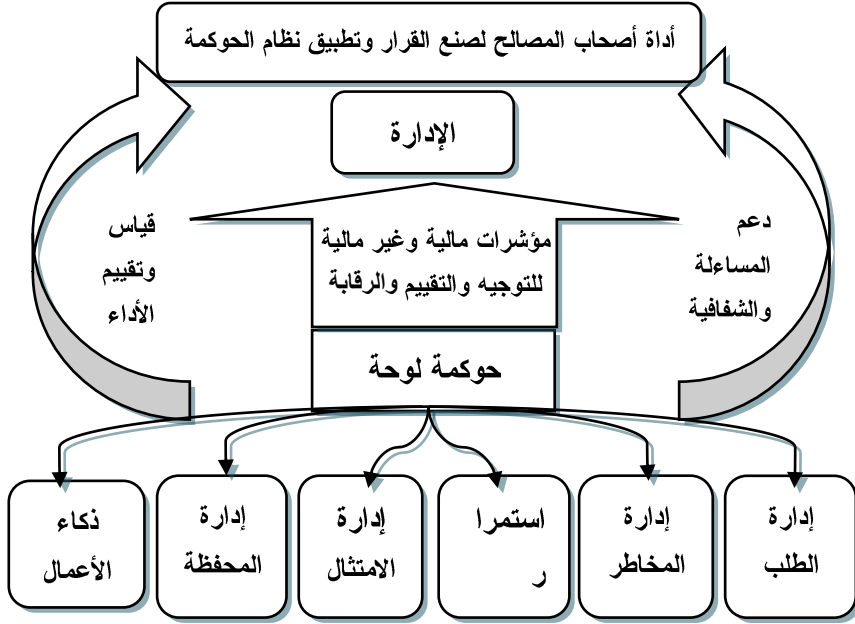 أداة أصحاب المصالح لصنع القرار وتطبيق نظام الحوكمة
الإدارة
دعم
المساءلة
والشفافية
مؤشرات مالية وغير مالية
للتوجيه والتقييم والرقابة
قياس
وتقييم
الأداء
حوكمة لوحة
إدارة
الطلب
إدارة
المخاطر
استمرا
ر
إدارة
الامتثال
إدارة
المحفظة
ذكاء
الأعمال